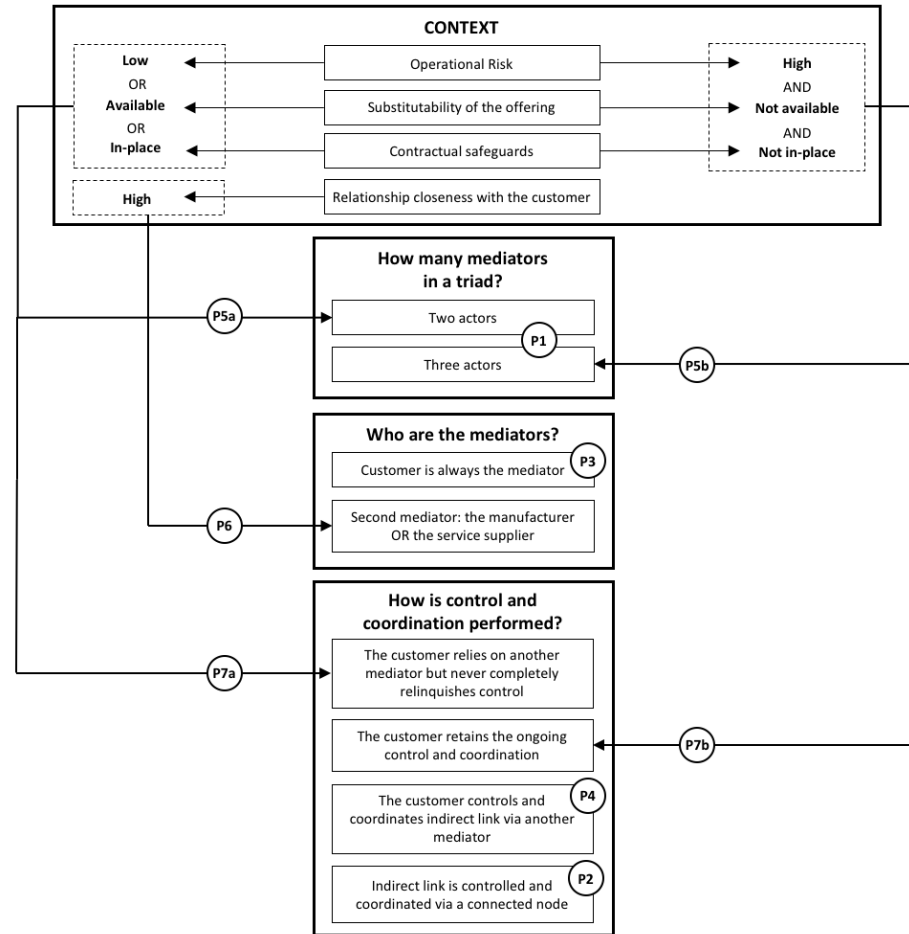 CONTEXT
Low
OR
Available
OR
In-place
High
Operational Risk
Substitutability of the offering
Contractual safeguards
Relationship closeness with the customer
High
AND
Not available
AND
Not in-place
How many mediators
in a triad?
P5a
Two actors
P1
Three actors
P5b
Who are the mediators?
P3
Customer is always the mediator
P6
Second mediator: the manufacturer
OR the service supplier
How is control and
coordination performed?
P7a
The customer relies on another
mediator but never completely
relinquishes control
The customer retains the ongoing
control and coordination
P7b
P4
The customer controls and
coordinates indirect link via another
mediator
P2
Indirect link is controlled and
coordinated via a connected node